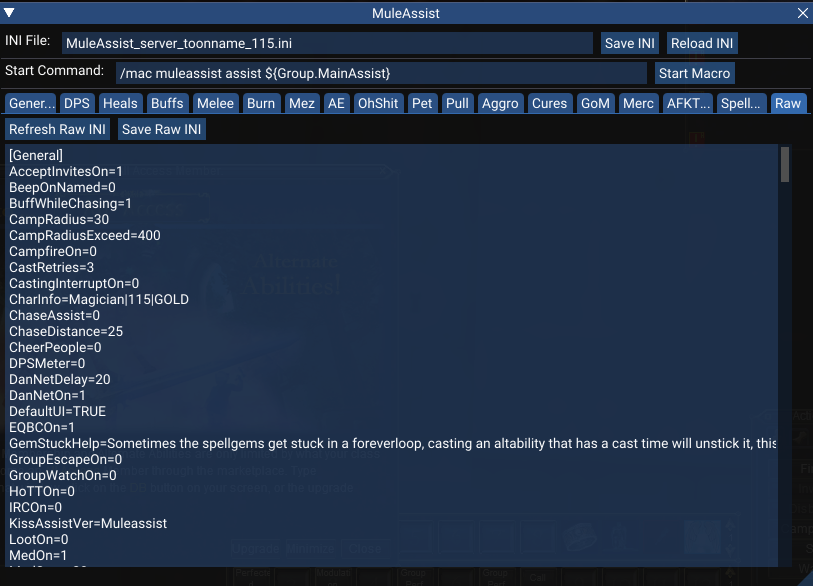 MuleAssist
INI File: MuleAssist_server_toonname_115.ini Save INI Reload INI
Start Command: /mac muleassist assist ${Group.MainAssist} Start Macro
Gener... DPS Heals Buffs Melee Burn Mez AE OhShit Pet Pull Aggro Cures GoM Merc AFKT... Spell... Raw
Refresh Raw INI Save Raw INI
[General]
AcceptInvitesOn=1
BeepOnNamed=0
BuffWhileChasing=1
CampRadius=30
CampRadiusExceed=400
CampfireOn=0
CastRetries=3
CastingInterruptOn=0
CharInfo=Magician|115|GOLD
ChaseAssist=0
ChaseDistance=25
CheerPeople=0
DPSMeter=0
DanNetDelay=20
DanNetOn=1
DefaultUI=TRUE
EQBCOn=1
GemStuckHelp=Sometimes the spellgems get stuck in a foreverloop, casting an altability that has a cast time will unstick it, this
GroupEscapeOn=0
GroupWatchOn=0
HoTTOn=0
IRCOn=0
KissAssistVer=Muleassist
LootOn=0
MedOn=1